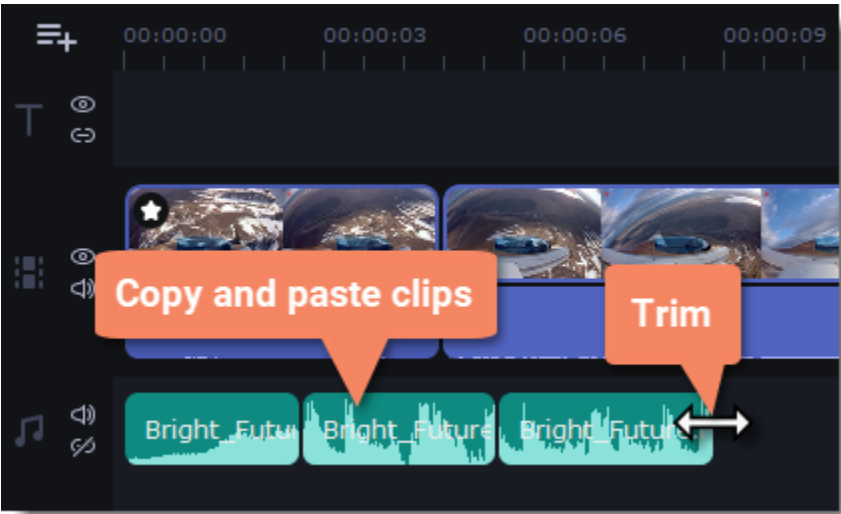 00:00:00 00:00:03 00:00:06 00:00:09
T
Copy and paste clips
Trim
Bright_Futur Bright_Future Bright_Future.